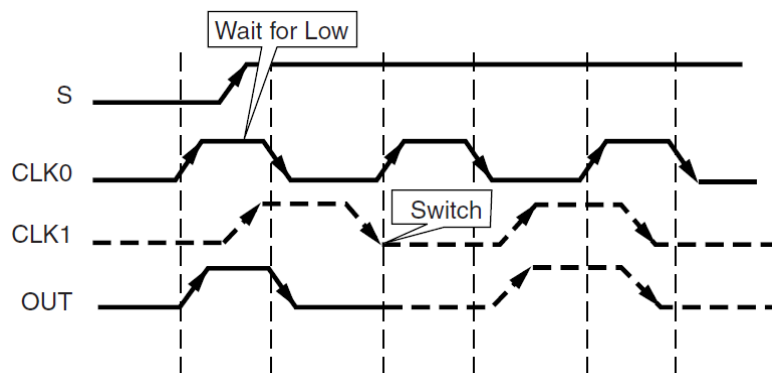 Wait for Low
S
CLK0
CLK1
Switch
OUT